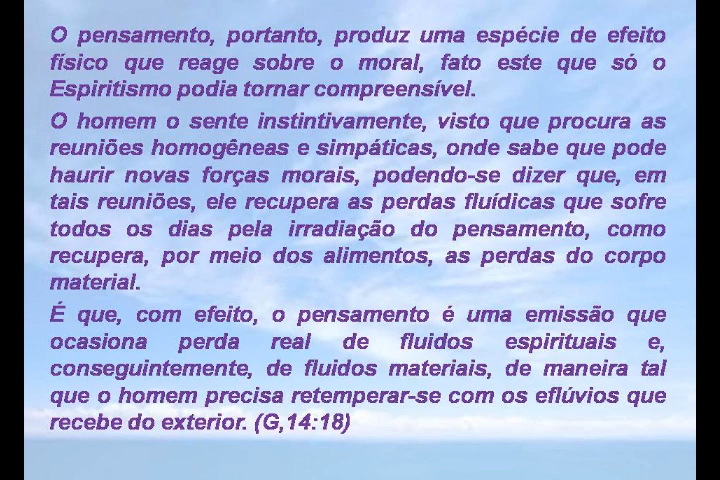 O pensamento, portanto, produz uma espécie de efeito
físico que reage sobre o moral, fato este que só o
Espiritismo podia tornar compreensível.
O homem o sente instintivamente, visto que procura as
reuniões homogêneas e simpáticas, onde sabe que pode
haurir novas forças morais, podendo-se dizer que, em
tais reuniões, ele recupera as perdas fluídicas que sofre
todos os dias pela irradiação do pensamento, como
recupera, por meio dos alimentos, as perdas do corpo
material.
É que, com efeito, o pensamento é uma emissão que
ocasiona perda real de fluidos espirituais e,
conseguintemente, de fluidos materiais, de maneira tal
que o homem precisa retemperar-se com os eflúvios que
recebe do exterior. (G,14:18)